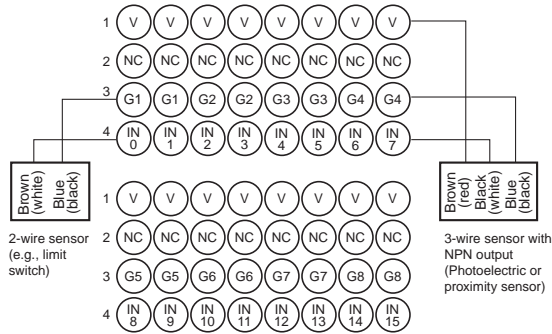 1 V V V V V V V V
2 NC NC NC NC NC NC NC NC
3 G1 G1 G2 G2 G3 G3 G4 G4
4 IN 0 IN 1 IN 2 IN 3 IN 4 IN 5 IN 6 IN 7
Brown (white)
Blue (black)
2-wire sensor
(e.g., limit
switch)
Brown (red)
Black (white)
Blue (black)
3-wire sensor with
NPN output
(Photoelectric or
proximity sensor)
1 V V V V V V V V
2 NC NC NC NC NC NC NC NC
3 G5 G5 G6 G6 G7 G7 G8 G8
4 IN 8 IN 9 IN 10 IN 11 IN 12 IN 13 IN 14 IN 15